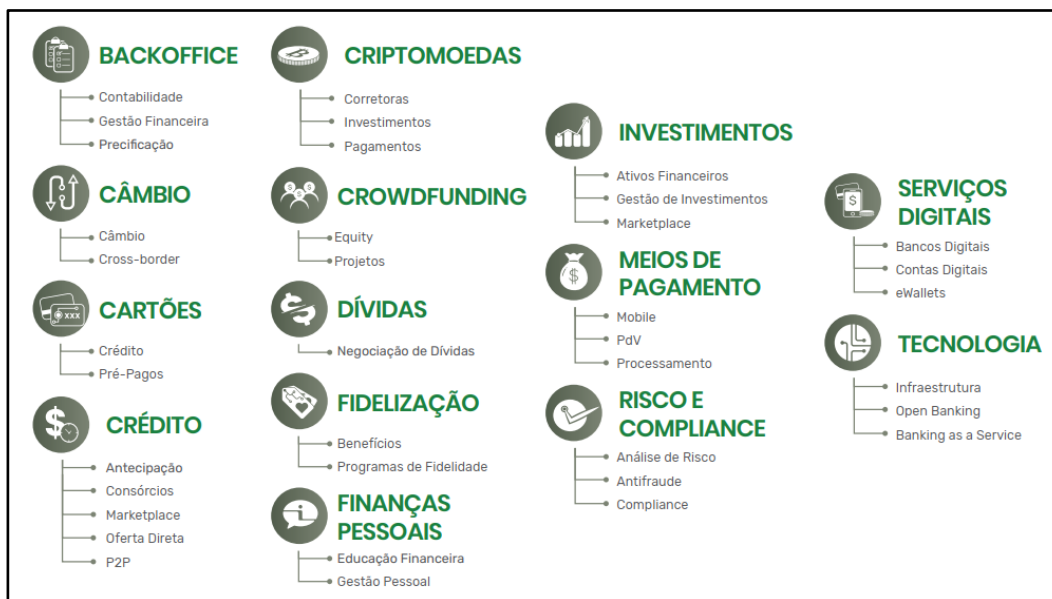 BACKOFFICE
Contabilidade
Gestão Financeira
Precificação
CÂMBIO
Câmbio
Cross-border
CARTÕES
XXX
Crédito
Pré-Pagos
CRÉDITO
Antecipação
Consórcios
Marketplace
Oferta Direta
P2P
CRIPTOMOEDAS
Corretoras
Investimentos
Pagamentos
CROWDFUNDING
Equity
Projetos
DÍVIDAS
Negociação de Dívidas
FIDELIZAÇÃO
Benefícios
Programas de Fidelidade
FINANÇAS
PESSOAIS
Educação Financeira
Gestão Pessoal
INVESTIMENTOS
Ativos Financeiros
Gestão de Investimentos
Marketplace
MEIOS DE
PAGAMENTO
Mobile
PdV
Processamento
RISCO E
COMPLIANCE
Análise de Risco
Antifraude
Compliance
SERVIÇOS
DIGITAIS
Bancos Digitais
Contas Digitais
eWallets
TECNOLOGIA
Infraestrutura
Open Banking
Banking as a Service